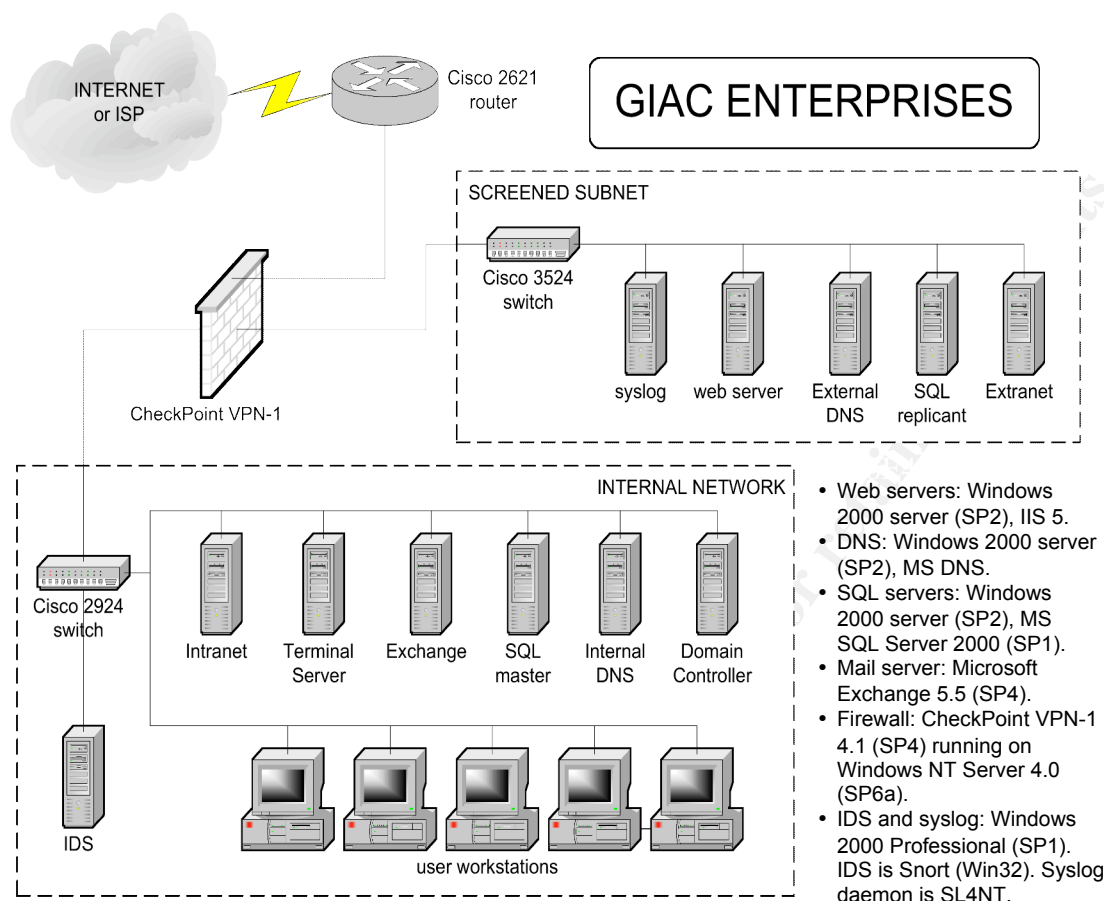 INTERNET
or ISP
Cisco 2621
router
GIAC ENTERPRISES
SCREENED SUBNET
Cisco 3524
switch
syslog
web server
External
DNS
SQL
replicant
Extranet
CheckPoint VPN-1
INTERNAL NETWORK
Cisco 2924
switch
Intranet
Terminal
Server
Exchange
SQL
master
Internal
DNS
Domain
Controller
IDS
user workstations
• Web servers: Windows
2000 server (SP2), IIS 5.
• DNS: Windows 2000 server
(SP2), MS DNS.
• SQL servers: Windows
2000 server (SP2), MS
SQL Server 2000 (SP1).
• Mail server: Microsoft
Exchange 5.5 (SP4).
• Firewall: CheckPoint VPN-1
4.1 (SP4) running on
Windows NT Server 4.0
(SP6a).
• IDS and syslog: Windows
2000 Professional (SP1).
IDS is Snort (Win32). Syslog
daemon is SL4NT.